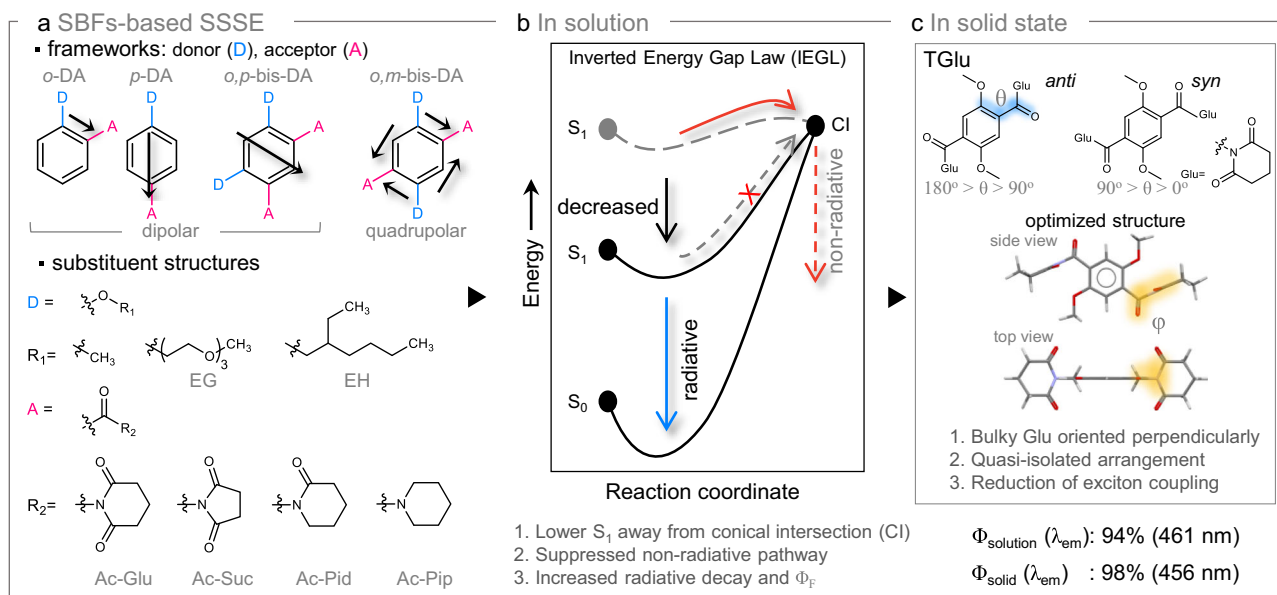 a SBFs-based SSSE
▪ frameworks: donor (D), acceptor (A)
o-DA
p-DA
o,p-bis-DA
o,m-bis-DA
D
A
D
A
D
A
D
A
D
A
A
D
dipolar
quadrupolar
▪ substituent structures
D =
O
R1
R1=
CH3
O
3
CH3
EG
CH3
CH3
EH
A =
O
R2
R2=
O
N
O
O
N
O
O
N
N
Ac-Glu
Ac-Suc
Ac-Pid
Ac-Pip
b In solution
Inverted Energy Gap Law (IEGL)
S1
CI
decreased
X
non-radiative
S1
radiative
S0
Energy
Reaction coordinate
1. Lower S1 away from conical intersection (CI)
2. Suppressed non-radiative pathway
3. Increased radiative decay and ΦF
c In solid state
TGlu
anti
syn
O
Glu
θ
O
O
Glu
O
180º > θ > 90º
O
O
Glu
Glu
O
O
90º > θ > 0º
Glu=
O
N
O
optimized structure
side view
φ
top view
1. Bulky Glu oriented perpendicularly
2. Quasi-isolated arrangement
3. Reduction of exciton coupling
Φsolution (λem): 94% (461 nm)
Φsolid (λem) : 98% (456 nm)